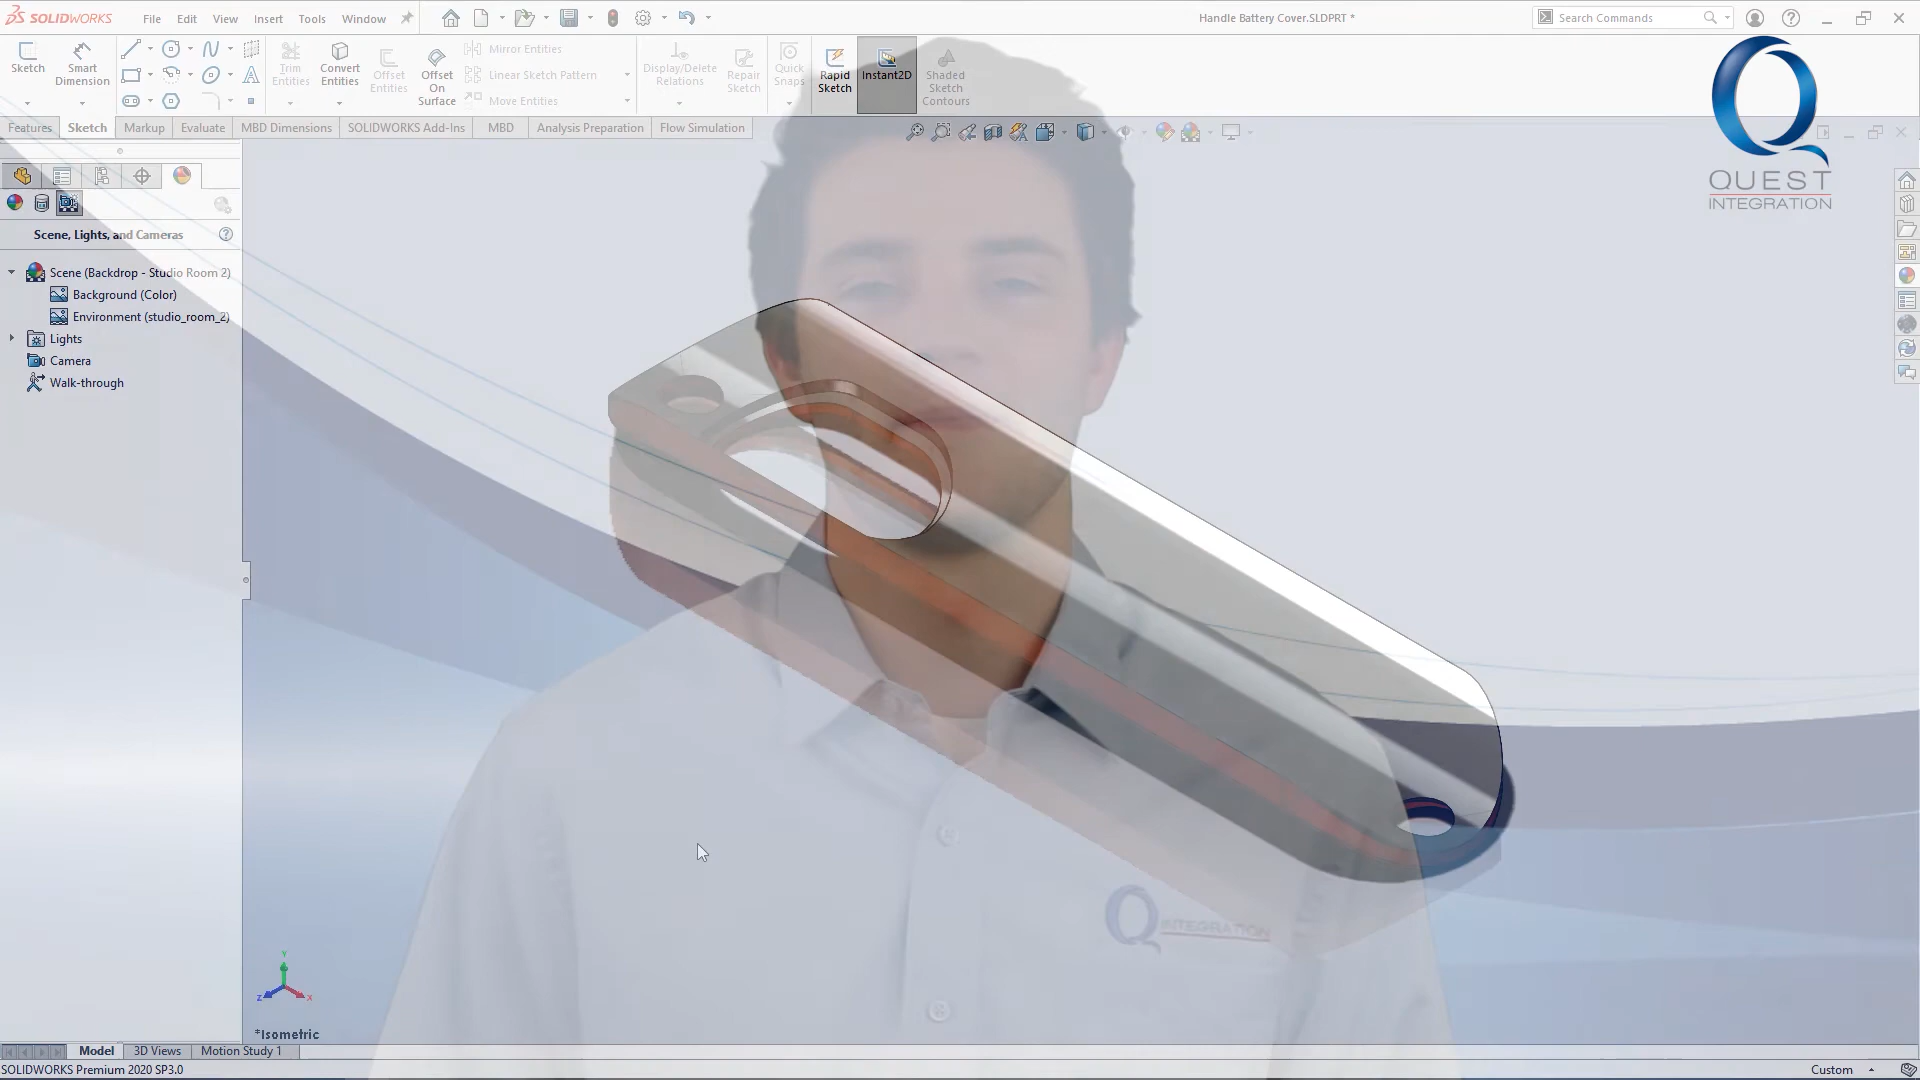 SOLIDWORKS
File Edit View Insert Tools Window
Handle Battery Cover.SLDPRT *
Search Commands
Sketch
Smart Dimension
Trim Entities
Convert Entities
Offset Entities
Offset On Surface
Mirror Entities
Linear Sketch Pattern
Move Entities
Display/Delete Relations
Repair Sketch
Quick Snaps
Rapid Sketch
Instant2D
Shaded Sketch Contours
Features Sketch Markup Evaluate MBD Dimensions SOLIDWORKS Add-Ins MBD Analysis Preparation Flow Simulation
QUEST
INTEGRATION
Scene, Lights, and Cameras
Scene (Backdrop - Studio Room 2)
Background (Color)
Environment (studio_room_2)
Lights
Camera
Walk-through
Q INTEGRATION
Y
Z X
*Isometric
Model 3D Views Motion Study 1
SOLIDWORKS Premium 2020 SP3.0
Custom